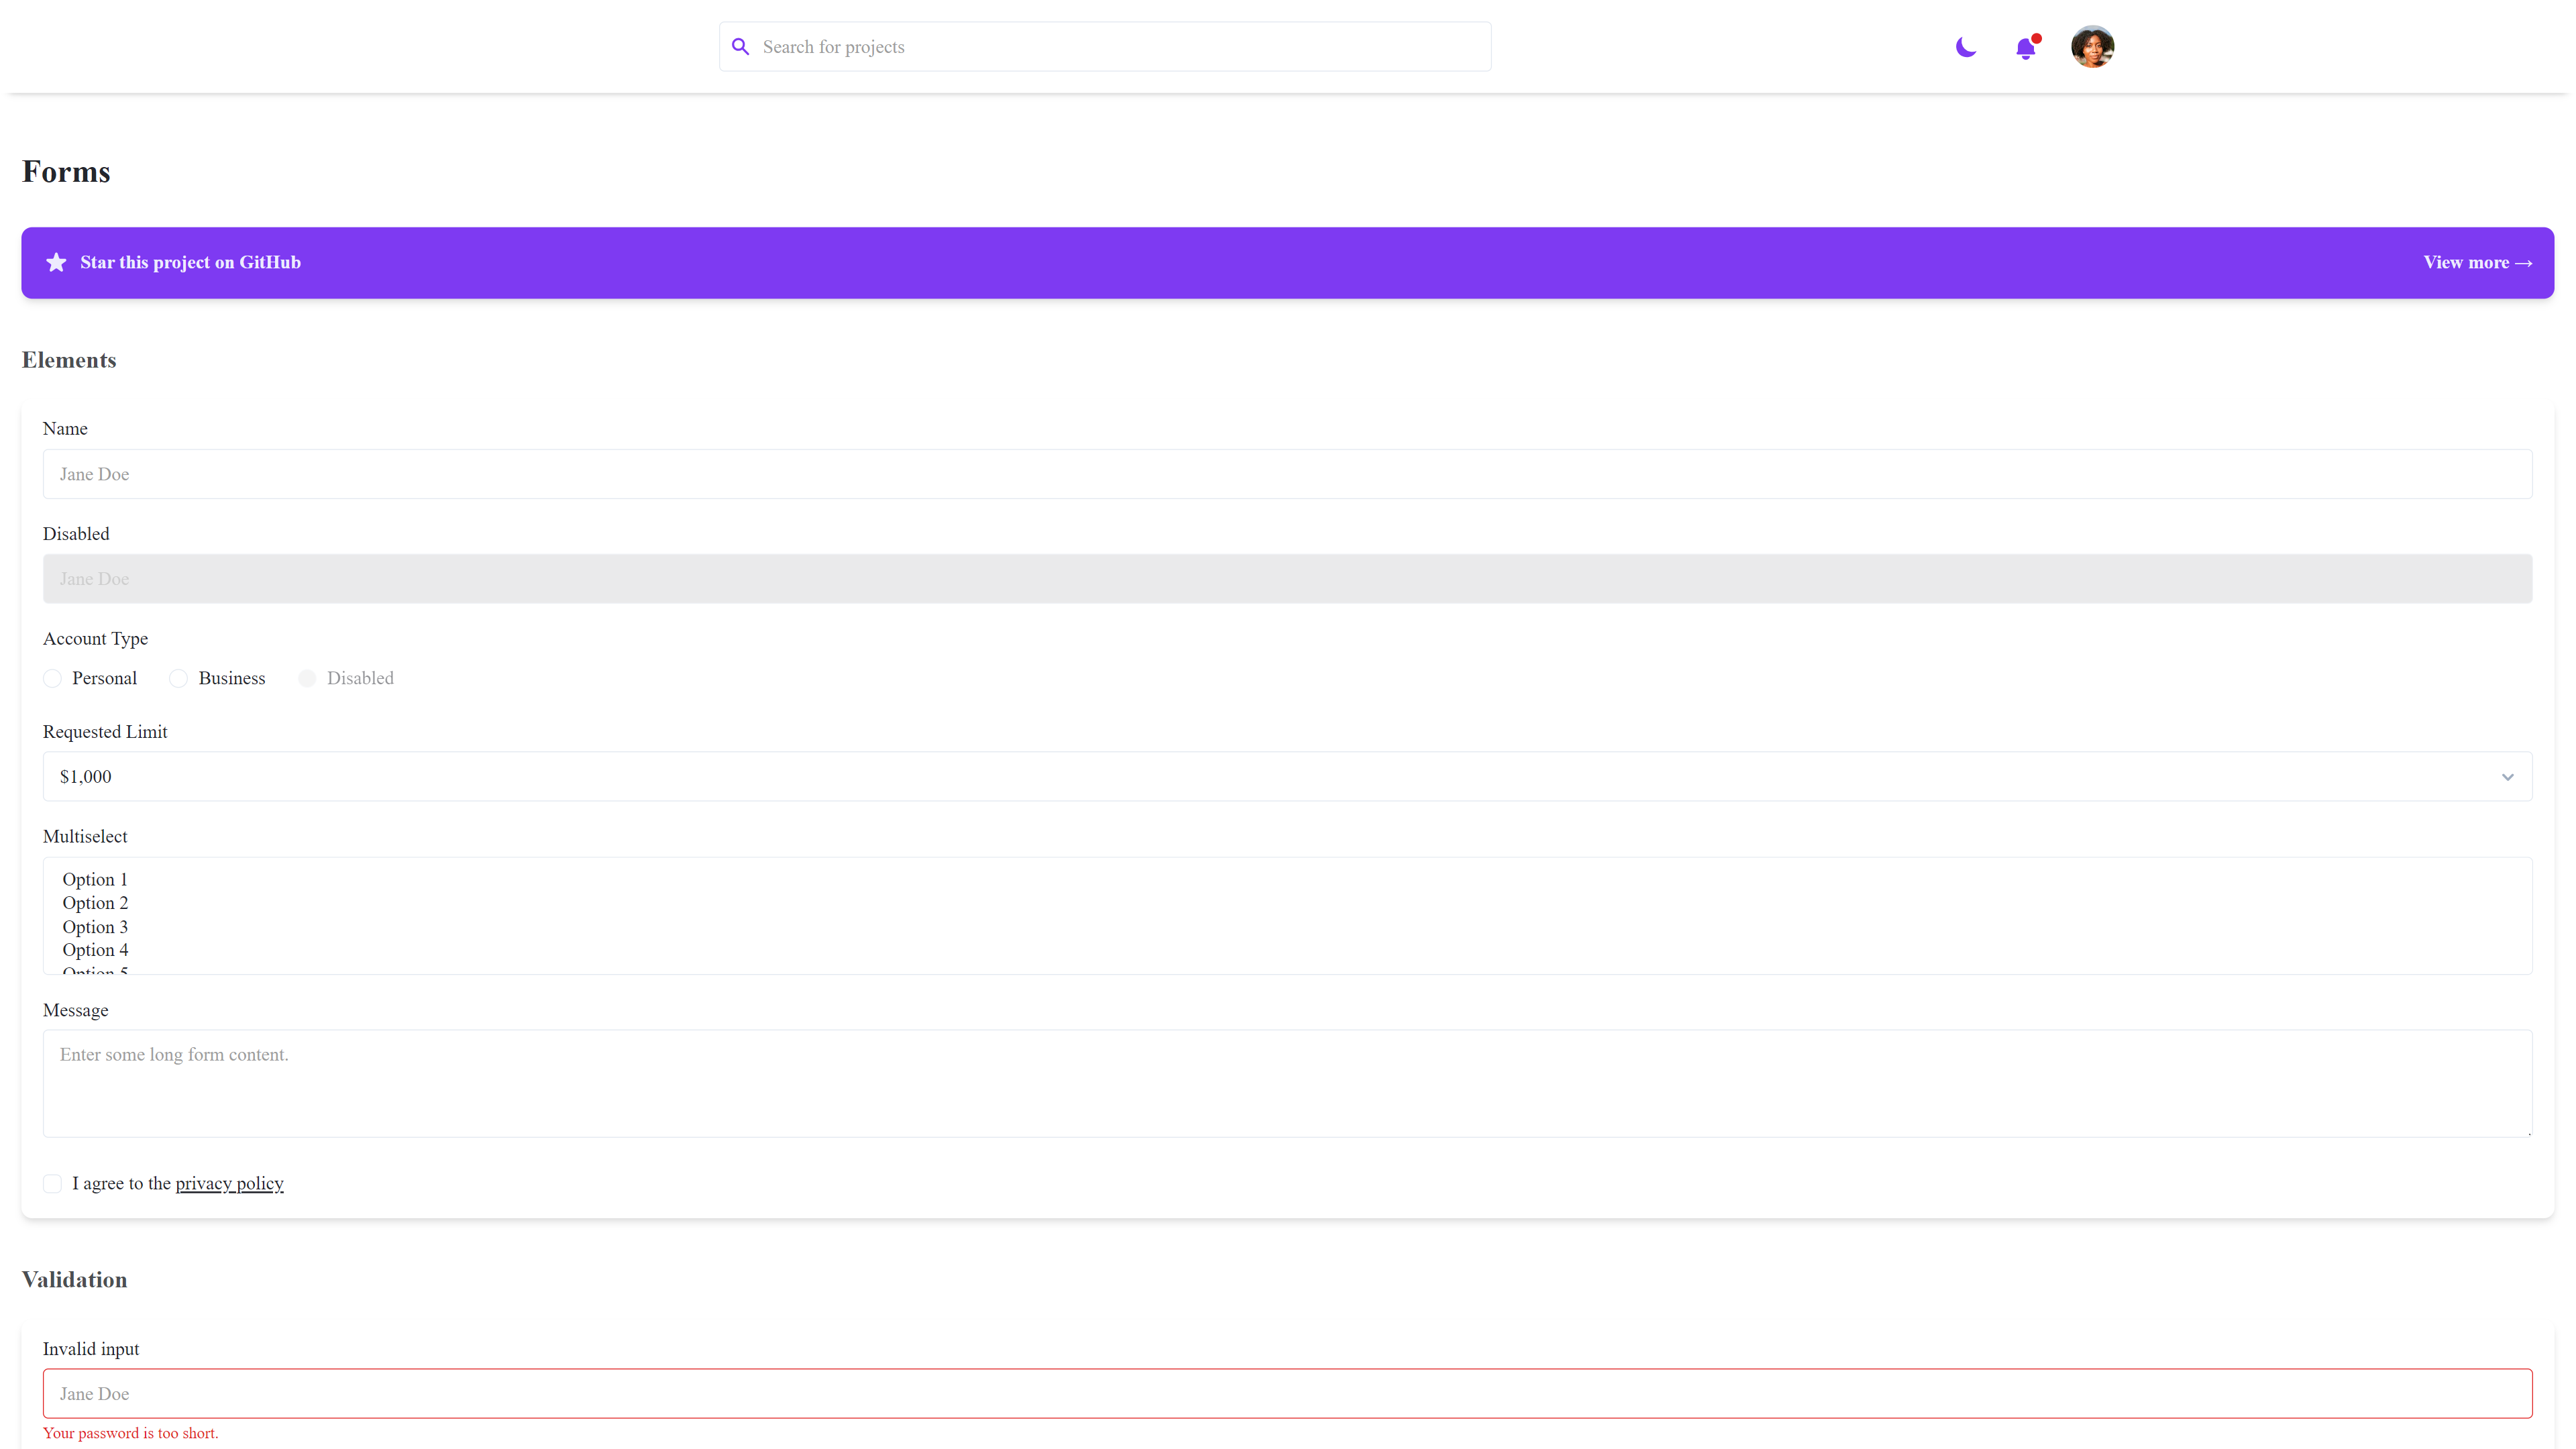 Search for projects
Forms
Star this project on GitHub
View more →
Elements
Name
Jane Doe
Disabled
Jane Doe
Account Type
Personal
Business
Disabled
Requested Limit
$1,000
Multiselect
Option 1
Option 2
Option 3
Option 4
Option 5
Message
Enter some long form content.
I agree to the privacy policy
Validation
Invalid input
Jane Doe
Your password is too short.